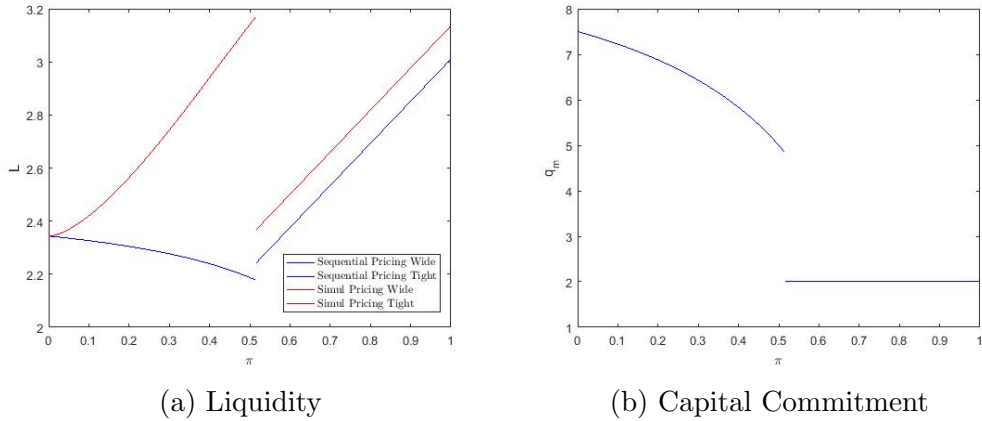 3.2
3
2.8
2.6
2.4
2.2
2
L
0 0.1 0.2 0.3 0.4 0.5 0.6 0.7 0.8 0.9 1
π
Sequential Pricing Wide
Sequential Pricing Tight
Simul Pricing Wide
Simul Pricing Tight
(a) Liquidity
8
7
6
5
4
3
2
1
q_m
0 0.1 0.2 0.3 0.4 0.5 0.6 0.7 0.8 0.9 1
π
(b) Capital Commitment